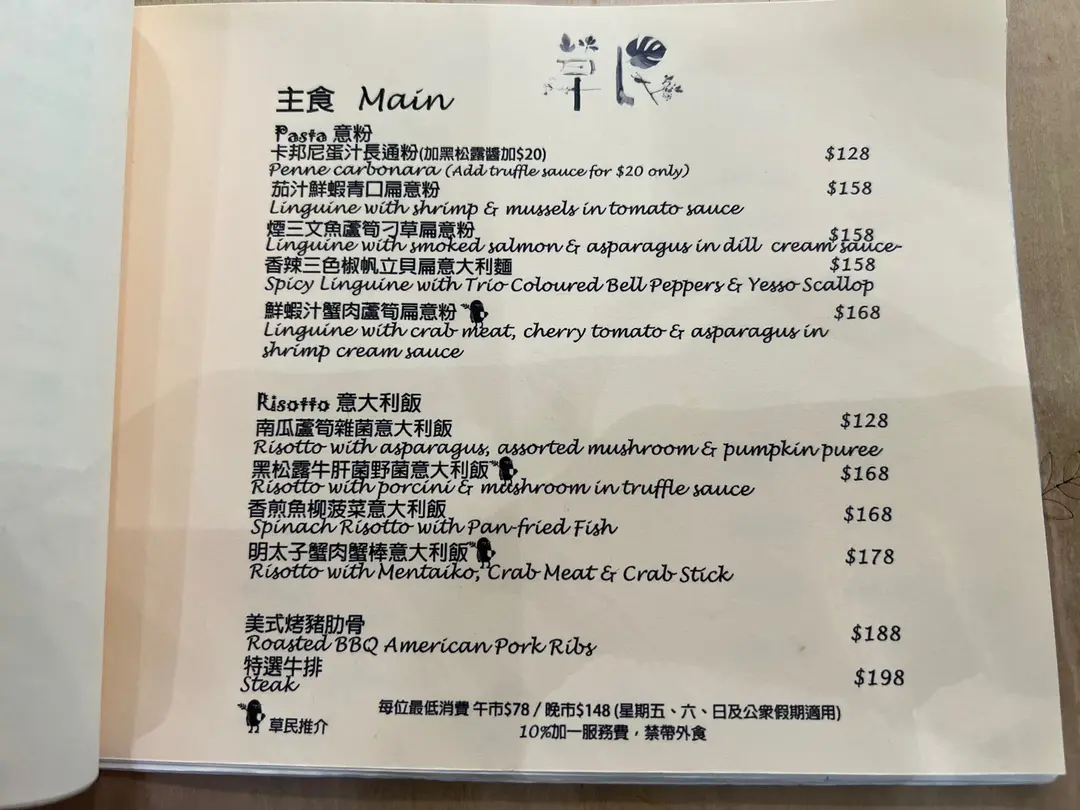 草民
主食 Main
Pasta 意粉
卡邦尼蛋汁長通粉(加黑松露醬加$20) $128
Penne carbonara (Add truffle sauce for $20 only)
茄汁鮮蝦青口扁意粉 $158
Linguine with shrimp & mussels in tomato sauce
煙三文魚蘆筍刁草扁意粉 $158
Linguine with smoked salmon & asparagus in dill cream sauce-
香辣三色椒帆立貝扁意大利麵 $158
Spicy Linguine with Trio Coloured Bell Peppers & Yesso Scallop
鮮蝦汁蟹肉蘆筍扁意粉 $168
Linguine with crab meat, cherry tomato & asparagus in
shrimp cream sauce
Risotto 意大利飯
南瓜蘆筍雜菌意大利飯 $128
Risotto with asparagus, assorted mushroom & pumpkin puree
黑松露牛肝菌野菌意大利飯 $168
Risotto with porcini & mushroom in truffle sauce
香煎魚柳菠菜意大利飯 $168
Spinach Risotto with Pan-fried Fish
明太子蟹肉蟹棒意大利飯 $178
Risotto with Mentaiko, Crab Meat & Crab Stick
美式烤豬肋骨 $188
Roasted BBQ American Pork Ribs
特選牛排 $198
Steak
草民推介
每位最低消費 午市$78 / 晚市$148 (星期五、六、日及公眾假期適用)
10%加一服務費，禁帶外食